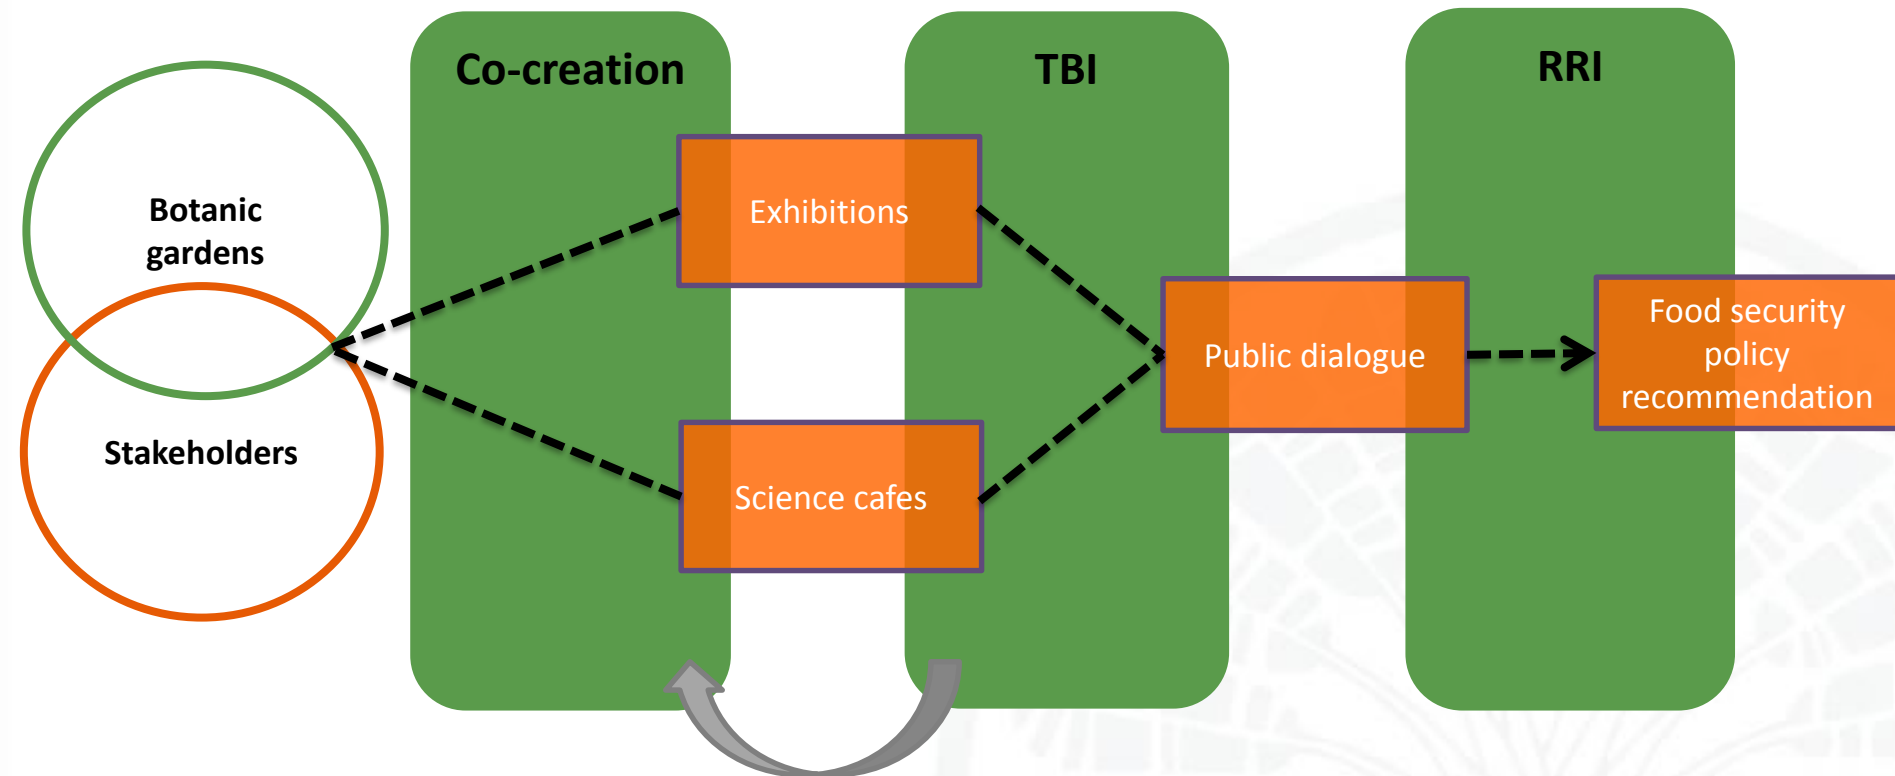 Co-creation
TBI
RRI
Botanic
gardens
Stakeholders
Exhibitions
Science cafes
Public dialogue
Food security
policy
recommendation